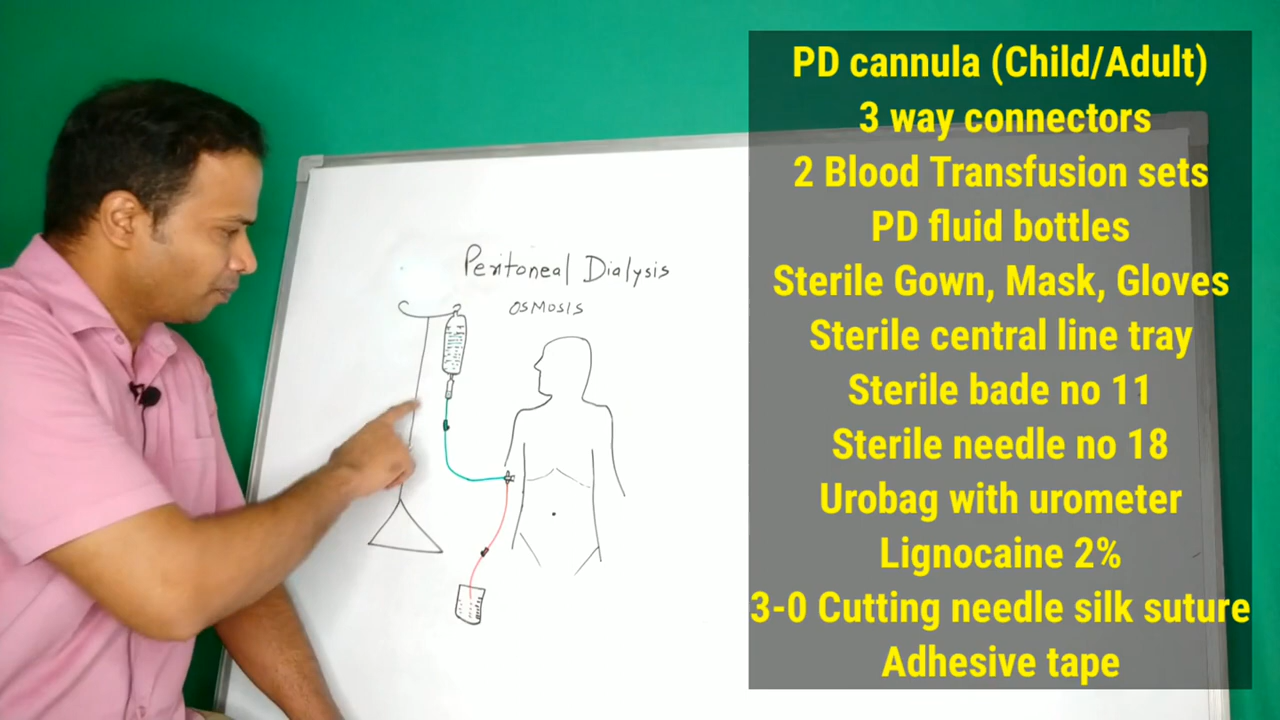 Peritoneal Dialysis
OSMOSIS
PD cannula (Child/Adult)
3 way connectors
2 Blood Transfusion sets
PD fluid bottles
Sterile Gown, Mask, Gloves
Sterile central line tray
Sterile bade no 11
Sterile needle no 18
Urobag with urometer
Lignocaine 2%
3-0 Cutting needle silk suture
Adhesive tape